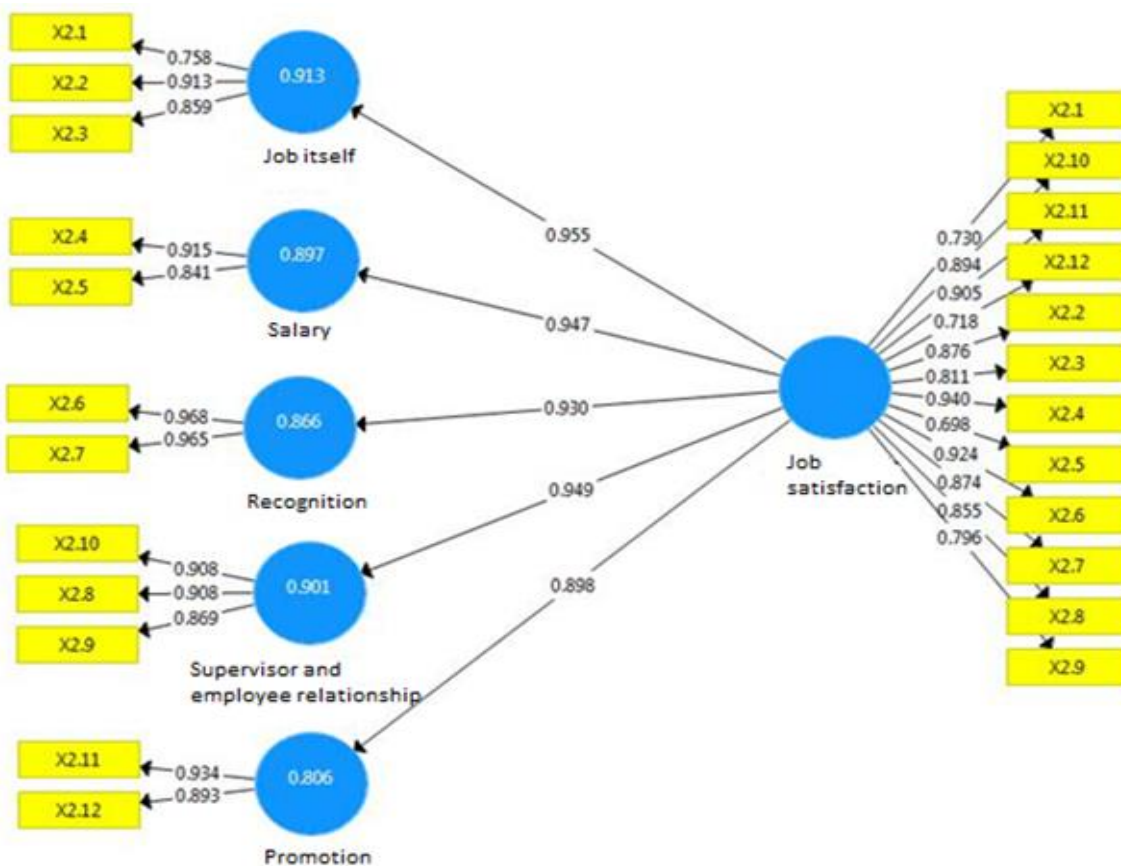 X2.1
X2.2
X2.3
0.758
0.913
0.859
0.913
Job itself
X2.4
X2.5
0.915
0.841
0.897
Salary
X2.6
X2.7
0.968
0.965
0.866
Recognition
X2.10
X2.8
X2.9
0.908
0.908
0.869
0.901
Supervisor and
employee relationship
X2.11
X2.12
0.934
0.893
0.806
Promotion
0.955
0.947
0.930
0.949
0.898
Job
satisfaction
0.730
0.894
0.905
0.718
0.876
0.811
0.940
0.698
0.924
0.874
0.855
0.796
X2.1
X2.10
X2.11
X2.12
X2.2
X2.3
X2.4
X2.5
X2.6
X2.7
X2.8
X2.9